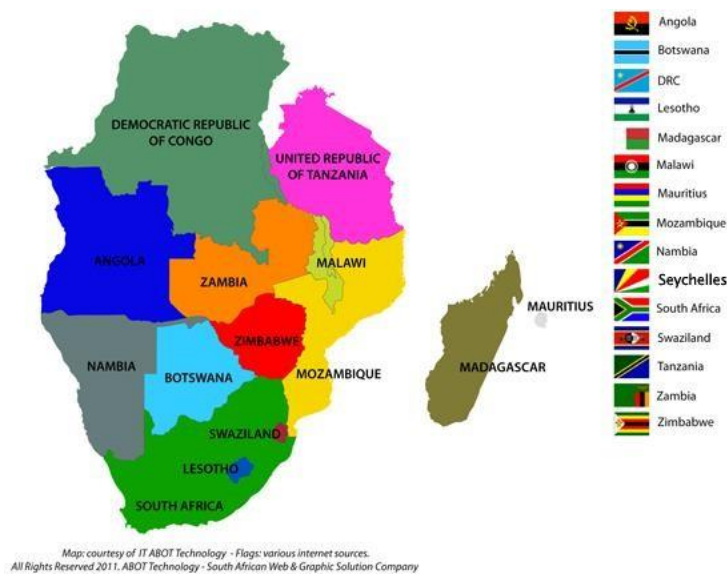 DEMOCRATIC REPUBLIC
OF CONGO
UNITED REPUBLIC
OF TANZANIA
ANGOLA
ZAMBIA
MALAWI
NAMBIA
BOTSWANA
ZIMBABWE
MOZAMBIQUE
MAURITIUS
MADAGASCAR
SWAZILAND
LESOTHO
SOUTH AFRICA
Angola
Botswana
DRC
Lesotho
Madagascar
Malawi
Mauritius
Mozambique
Nambia
Seychelles
South Africa
Swaziland
Tanzania
Zambia
Zimbabwe
Map: courtesy of IT ABOT Technology - Flags: various internet sources.
All Rights Reserved 2011. ABOT Technology - South African Web & Graphic Solution Company